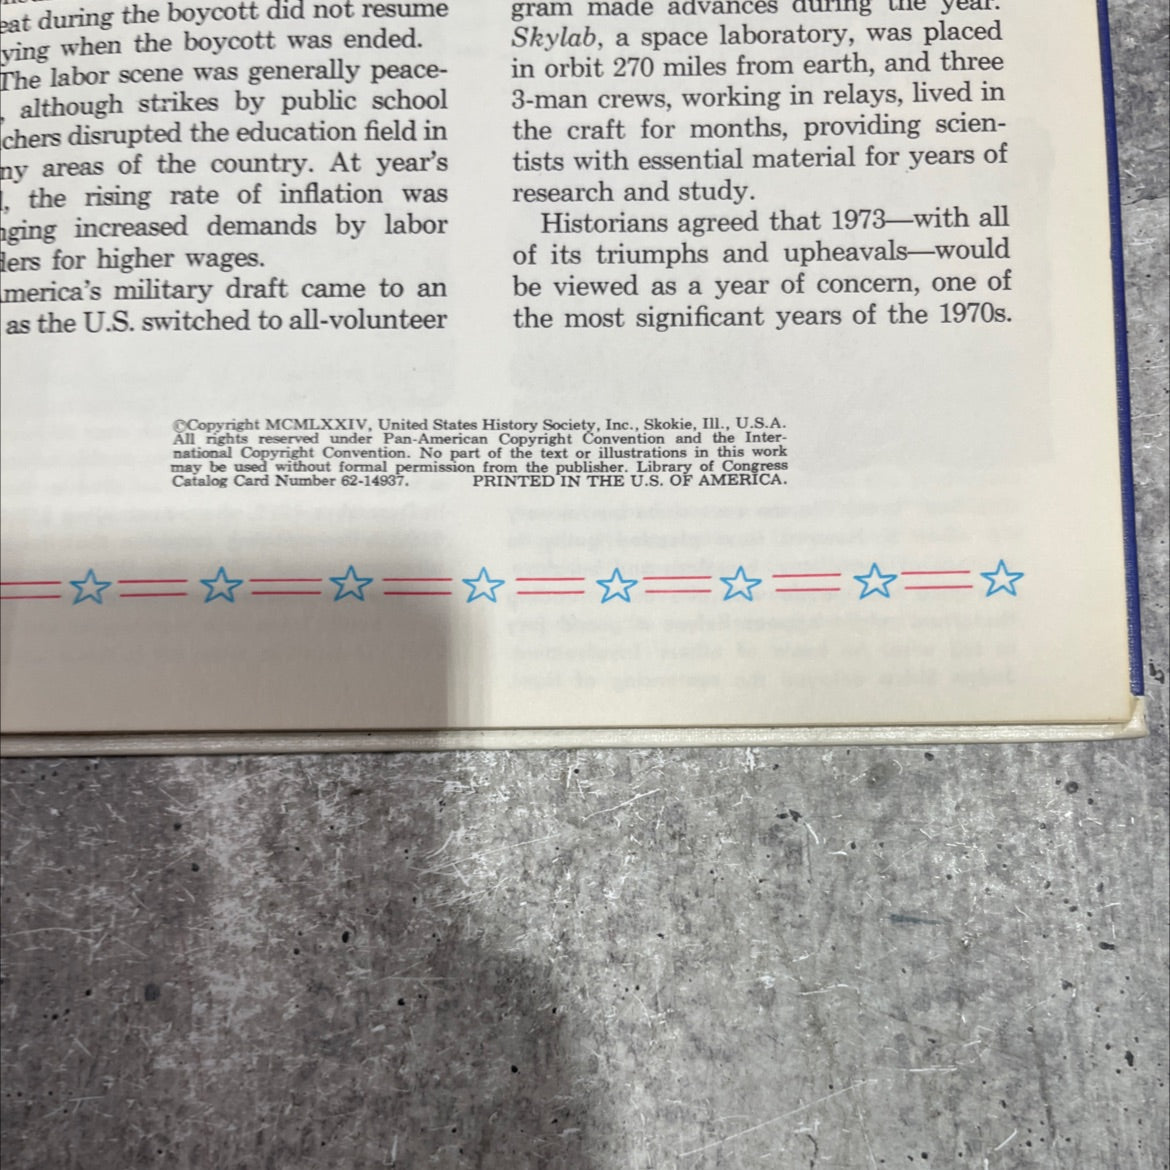 eat during the boycott did not resume
ying when the boycott was ended.
The labor scene was generally peace-
, although strikes by public school
chers disrupted the education field in
ny areas of the country. At year's
, the rising rate of inflation was
nging increased demands by labor
ders for higher wages.
merica's military draft came to an
as the U.S. switched to all-volunteer
gram made advances during the year.
Skylab, a space laboratory, was placed
in orbit 270 miles from earth, and three
3-man crews, working in relays, lived in
the craft for months, providing scien-
tists with essential material for years of
research and study.
Historians agreed that 1973—with all
of its triumphs and upheavals—would
be viewed as a year of concern, one of
the most significant years of the 1970s.
©Copyright MCMLXXIV, United States History Society, Inc., Skokie, Ill., U.S.A.
All rights reserved under Pan-American Copyright Convention and the Inter-
national Copyright Convention. No part of the text or illustrations in this work
may be used without formal permission from the publisher. Library of Congress
Catalog Card Number 62-14937. PRINTED IN THE U.S. OF AMERICA.